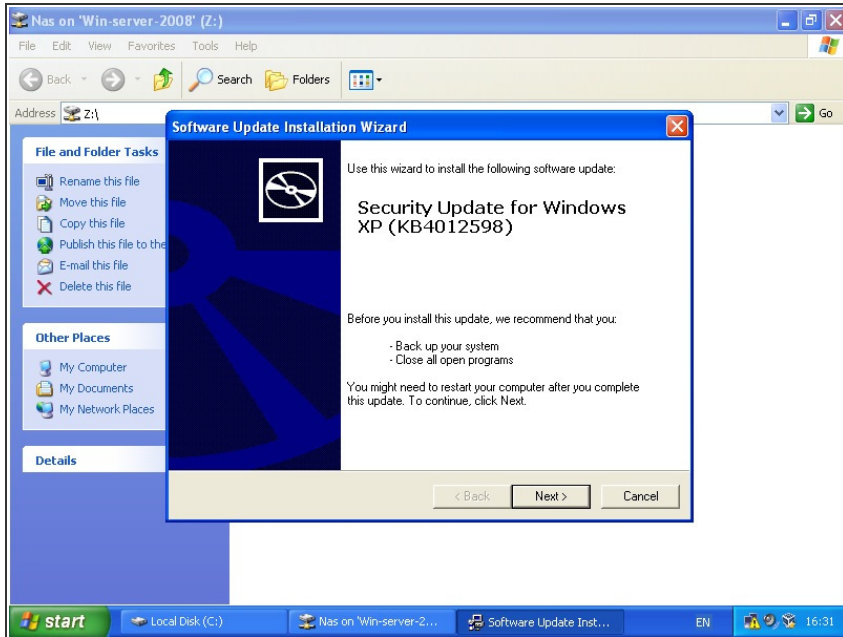 Nas on 'Win-server-2008' (Z:)
File Edit View Favorites Tools Help
Back Search Folders
Address Z:\ Go
File and Folder Tasks
Rename this file
Move this file
Copy this file
Publish this file to the
E-mail this file
Delete this file
Other Places
My Computer
My Documents
My Network Places
Details
Software Update Installation Wizard
Use this wizard to install the following software update:
Security Update for Windows
XP (KB4012598)
Before you install this update, we recommend that you:
- Back up your system
- Close all open programs
You might need to restart your computer after you complete
this update. To continue, click Next.
< Back Next > Cancel
start Local Disk (C:) Nas on 'Win-server-2... Software Update Inst... EN 16:31